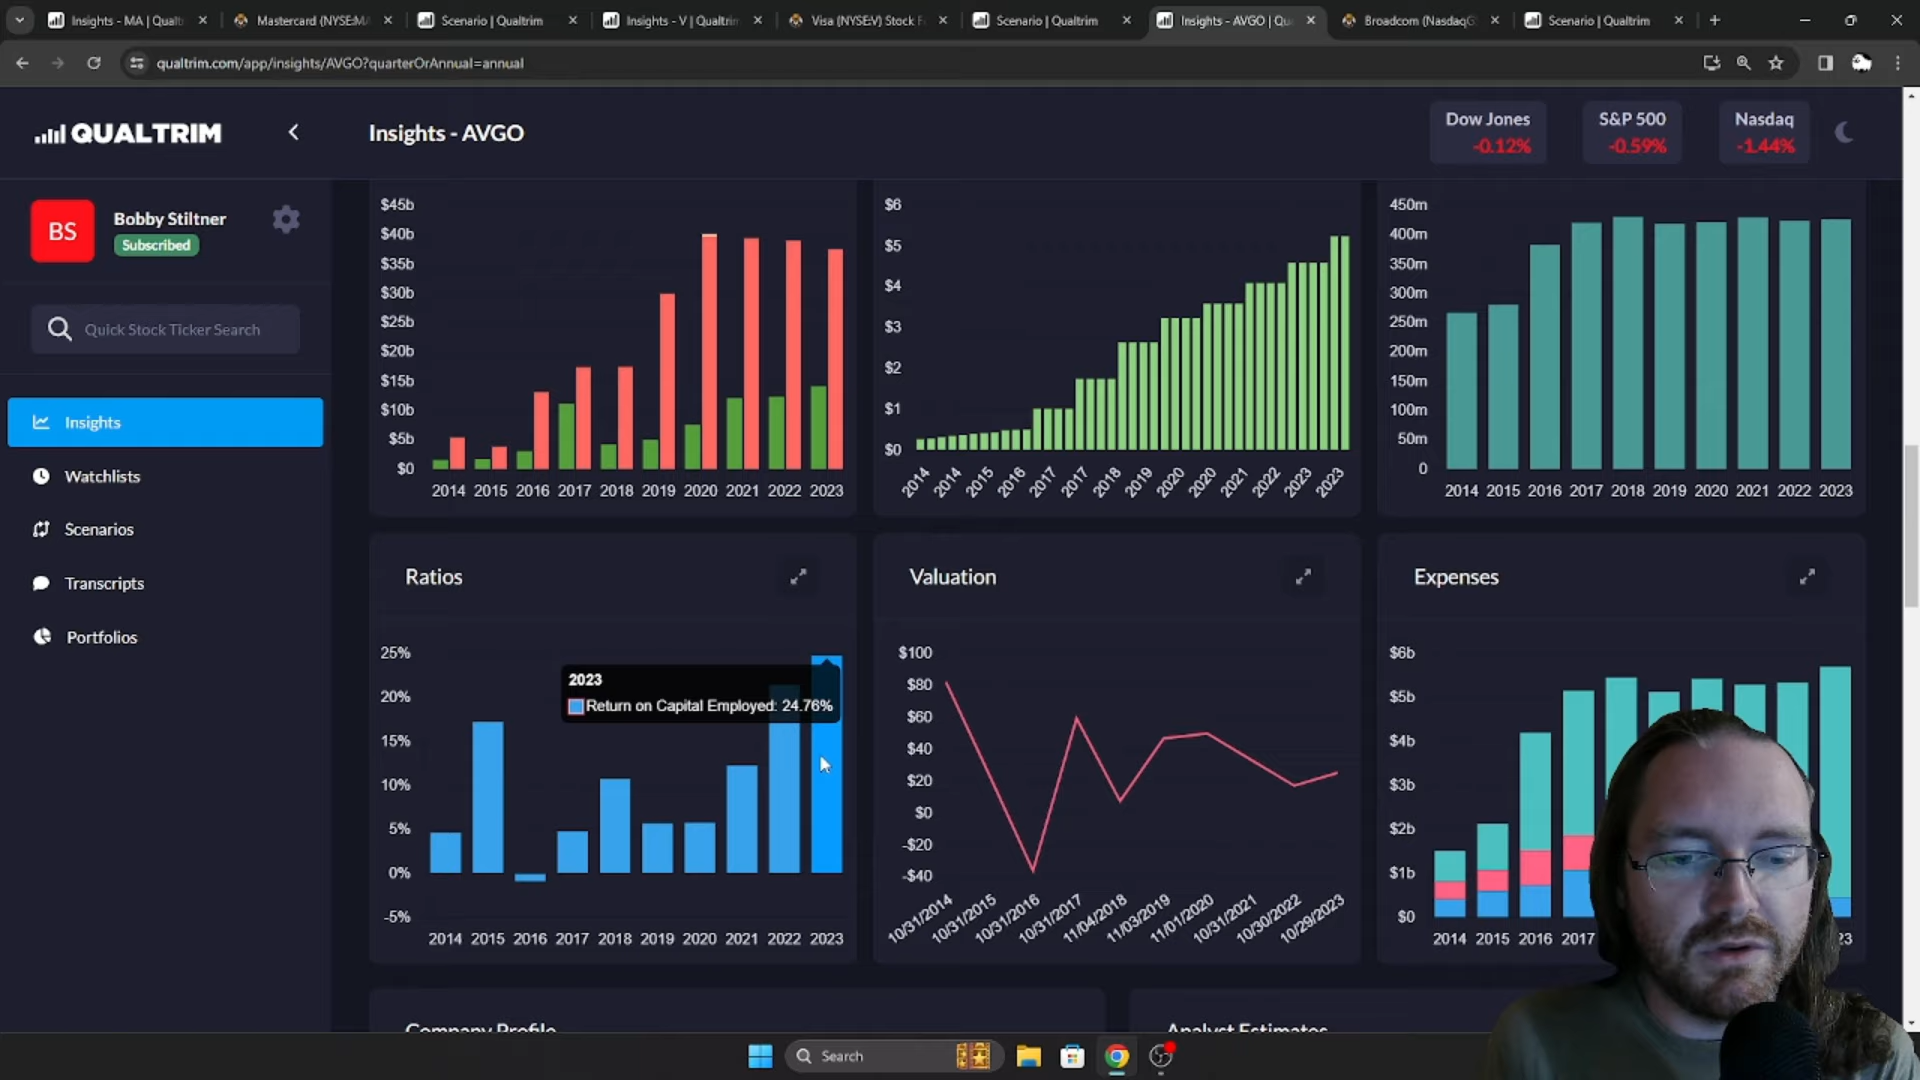 Insights - MA | Qualt
Mastercard (NYSE:MA
Scenario | Qualtrim
Insights - V | Qualtrim
Visa (NYSE:V) Stock F
Scenario | Qualtrim
Insights - AVGO | Qu
Broadcom (NasdaqG
Scenario | Qualtrim
qualtrim.com/app/insights/AVGO?quarterOrAnnual=annual
QUALTRIM
Insights - AVGO
Dow Jones
-0.12%
S&P 500
-0.59%
Nasdaq
-1.44%
BS
Bobby Stiltner
Subscribed
Quick Stock Ticker Search
Insights
Watchlists
Scenarios
Transcripts
Portfolios
$45b
$40b
$35b
$30b
$25b
$20b
$15b
$10b
$5b
$0
2014 2015 2016 2017 2018 2019 2020 2021 2022 2023
$6
$5
$4
$3
$2
$1
$0
2014 2014 2015 2016 2017 2017 2018 2019 2020 2020 2021 2022 2023 2023
450m
400m
350m
300m
250m
200m
150m
100m
50m
0
2014 2015 2016 2017 2018 2019 2020 2021 2022 2023
Ratios
25%
20%
15%
10%
5%
0%
-5%
2023
Return on Capital Employed: 24.76%
2014 2015 2016 2017 2018 2019 2020 2021 2022 2023
Valuation
$100
$80
$60
$40
$20
$0
-$20
-$40
10/31/2014 10/31/2015 10/31/2016 10/31/2017 11/04/2018 11/03/2019 11/01/2020 10/31/2021 10/30/2022 10/29/2023
Expenses
$6b
$5b
$4b
$3b
$2b
$1b
$0
2014 2015 2016 2017 23
Company Profile
Analyst Estimates
Search